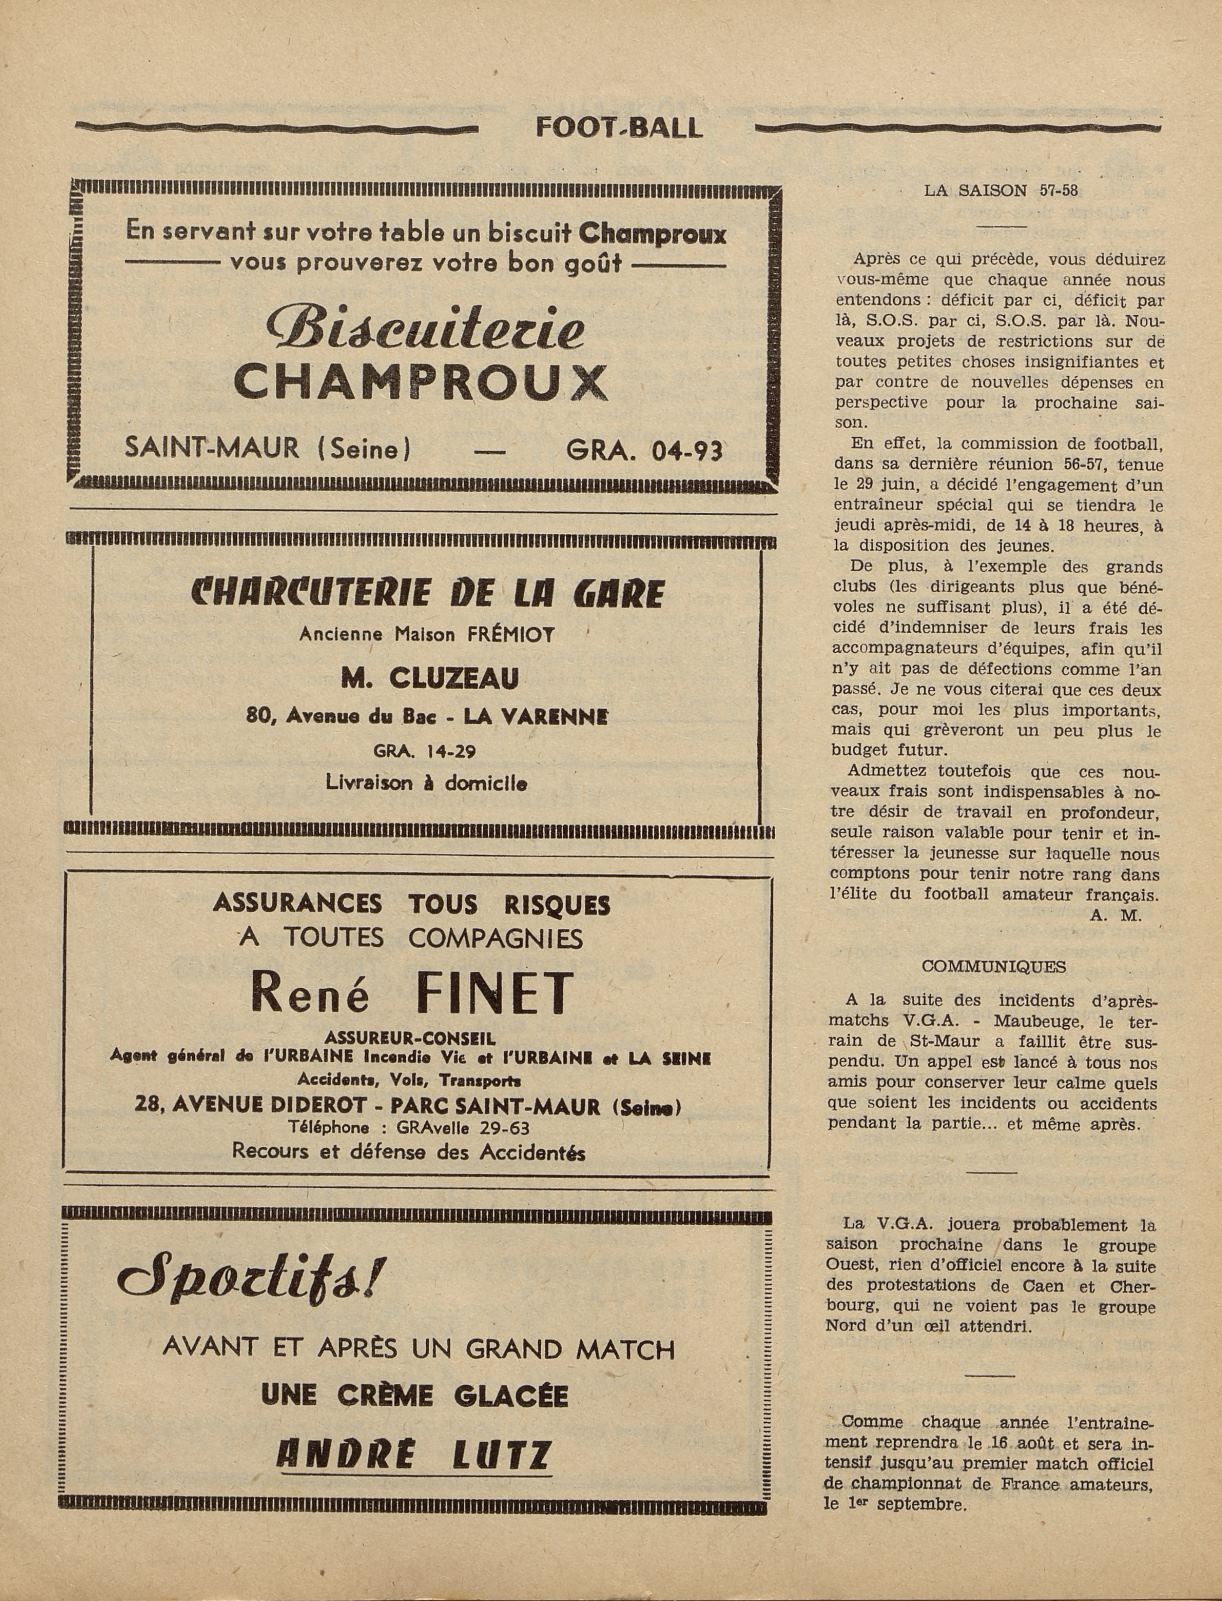 FOOT-BALL
En servant sur votre table un biscuit Champroux
vous prouverez votre bon goût
Biscuiterie
CHAMPROUX
SAINT-MAUR (Seine) — GRA. 04-93
CHARCUTERIE DE LA GARE
Ancienne Maison FRÉMIOT
M. CLUZEAU
80, Avenue du Bac - LA VARENNE
GRA. 14-29
Livraison à domicile
ASSURANCES TOUS RISQUES
A TOUTES COMPAGNIES
René FINET
ASSUREUR-CONSEIL
Agent général de l'URBAINE Incendie Vie et l'URBAINE et LA SEINE
Accidents, Vols, Transports
28, AVENUE DIDEROT - PARC SAINT-MAUR (Seine)
Téléphone : GRAvelle 29-63
Recours et défense des Accidentés
Sportifs!
AVANT ET APRÈS UN GRAND MATCH
UNE CRÈME GLACÉE
ANDRÉ LUTZ
LA SAISON 57-58
Après ce qui précède, vous déduirez
vous-même que chaque année nous
entendons : déficit par ci, déficit par
là, S.O.S. par ci, S.O.S. par là. Nou-
veaux projets de restrictions sur de
toutes petites choses insignifiantes et
par contre de nouvelles dépenses en
perspective pour la prochaine sai-
son.
En effet, la commission de football,
dans sa dernière réunion 56-57, tenue
le 29 juin, a décidé l'engagement d'un
entraîneur spécial qui se tiendra le
jeudi après-midi, de 14 à 18 heures, à
la disposition des jeunes.
De plus, à l'exemple des grands
clubs (les dirigeants plus que béné-
voles ne suffisant plus), il a été dé-
cidé d'indemniser de leurs frais les
accompagnateurs d'équipes, afin qu'il
n'y ait pas de défections comme l'an
passé. Je ne vous citerai que ces deux
cas, pour moi les plus importants,
mais qui grèveront un peu plus le
budget futur.
Admettez toutefois que ces nou-
veaux frais sont indispensables à no-
tre désir de travail en profondeur,
seule raison valable pour tenir et in-
téresser la jeunesse sur laquelle nous
comptons pour tenir notre rang dans
l'élite du football amateur français.
A. M.
COMMUNIQUES
A la suite des incidents d'après-
matchs V.G.A. - Maubeuge, le ter-
rain de St-Maur a faillit être sus-
pendu. Un appel est lancé à tous nos
amis pour conserver leur calme quels
que soient les incidents ou accidents
pendant la partie... et même après.
La V.G.A. jouera probablement la
saison prochaine dans le groupe
Ouest, rien d'officiel encore à la suite
des protestations de Caen et Cher-
bourg, qui ne voient pas le groupe
Nord d'un œil attendri.
Comme chaque année l'entraîne-
ment reprendra le 16 août et sera in-
tensif jusqu'au premier match officiel
de championnat de France amateurs,
le 1er septembre.